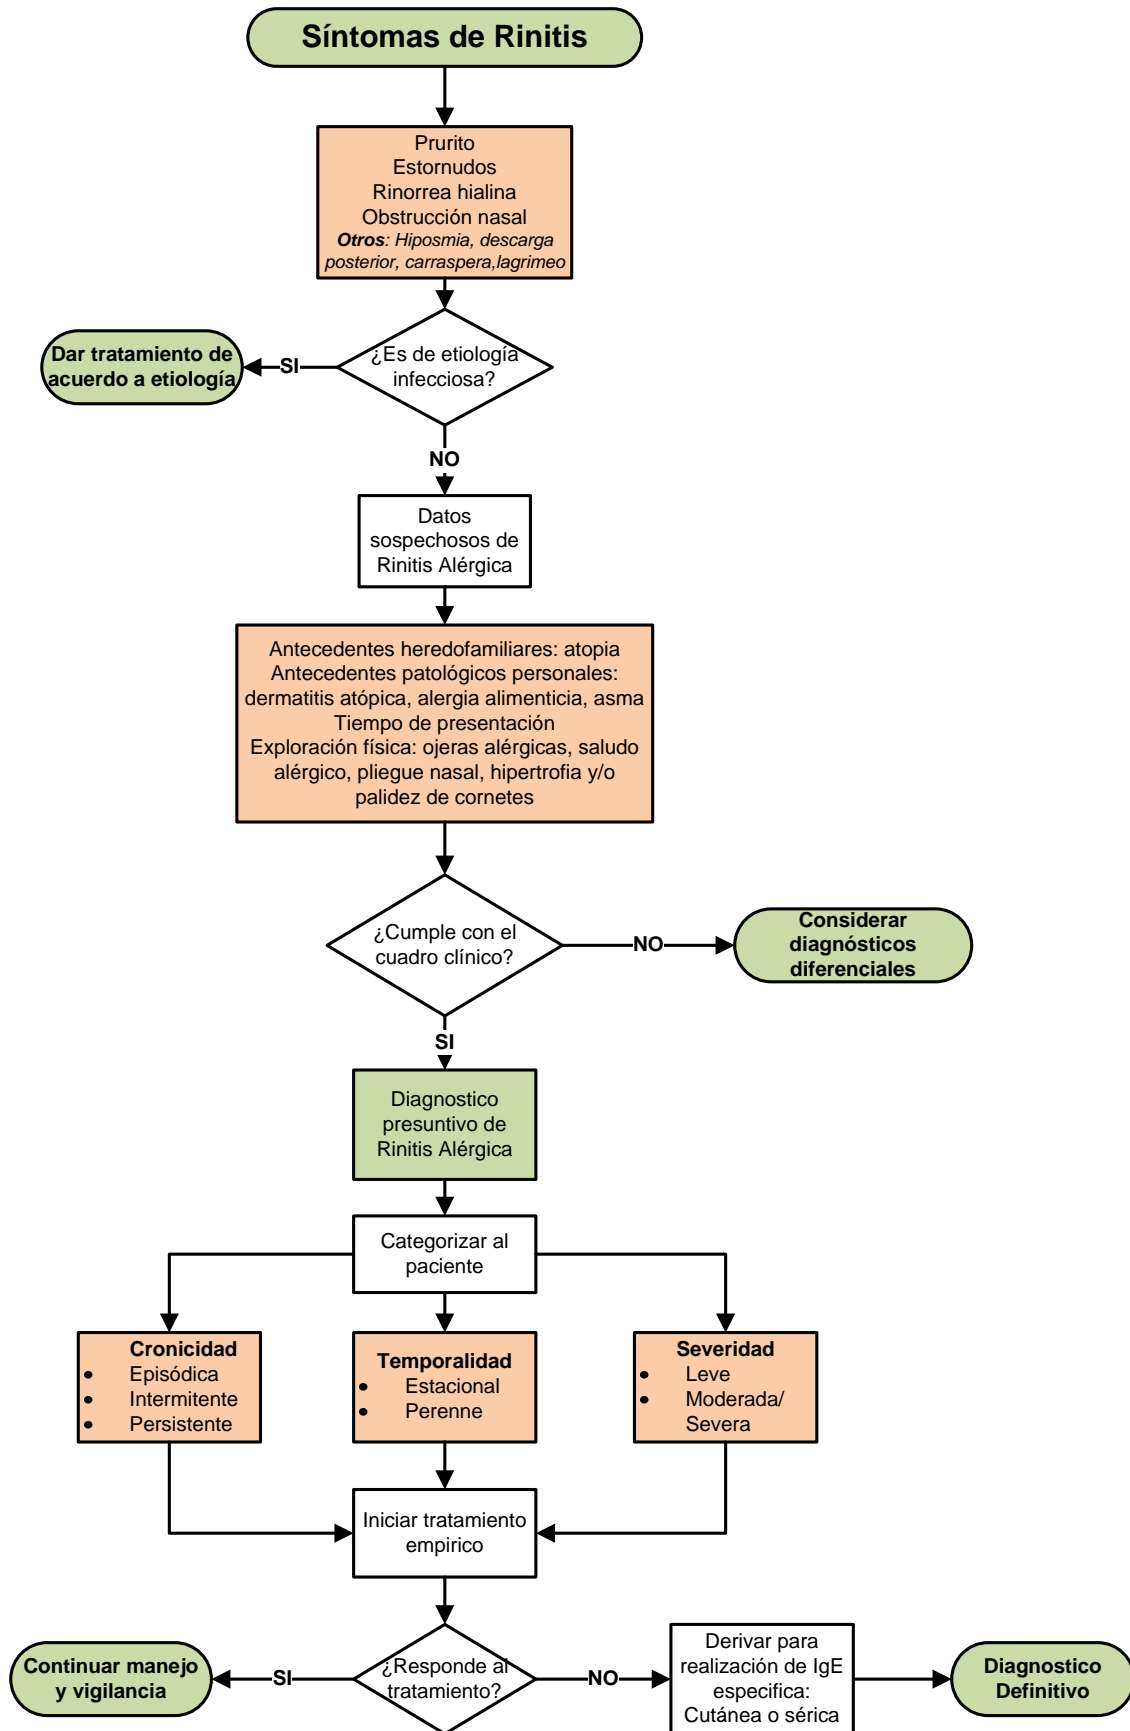 Síntomas de Rinitis
Prurito
Estornudos
Rinorrea hialina
Obstrucción nasal
Otros: Hiposmia, descarga
posterior, carraspera,lagrimeo
¿Es de etiología
infecciosa?
SI
Dar tratamiento de
acuerdo a etiología
NO
Datos
sospechosos de
Rinitis Alérgica
Antecedentes heredofamiliares: atopia
Antecedentes patológicos personales:
dermatitis atópica, alergia alimenticia, asma
Tiempo de presentación
Exploración física: ojeras alérgicas, saludo
alérgico, pliegue nasal, hipertrofia y/o
palidez de cornetes
¿Cumple con el
cuadro clínico?
NO
Considerar
diagnósticos
diferenciales
SI
Diagnostico
presuntivo de
Rinitis Alérgica
Categorizar al
paciente
Cronicidad
• Episódica
• Intermitente
• Persistente
Temporalidad
• Estacional
• Perenne
Severidad
• Leve
• Moderada/
Severa
Iniciar tratamiento
empirico
¿Responde al
tratamiento?
SI
Continuar manejo
y vigilancia
NO
Derivar para
realización de IgE
especifica:
Cutánea o sérica
Diagnostico
Definitivo